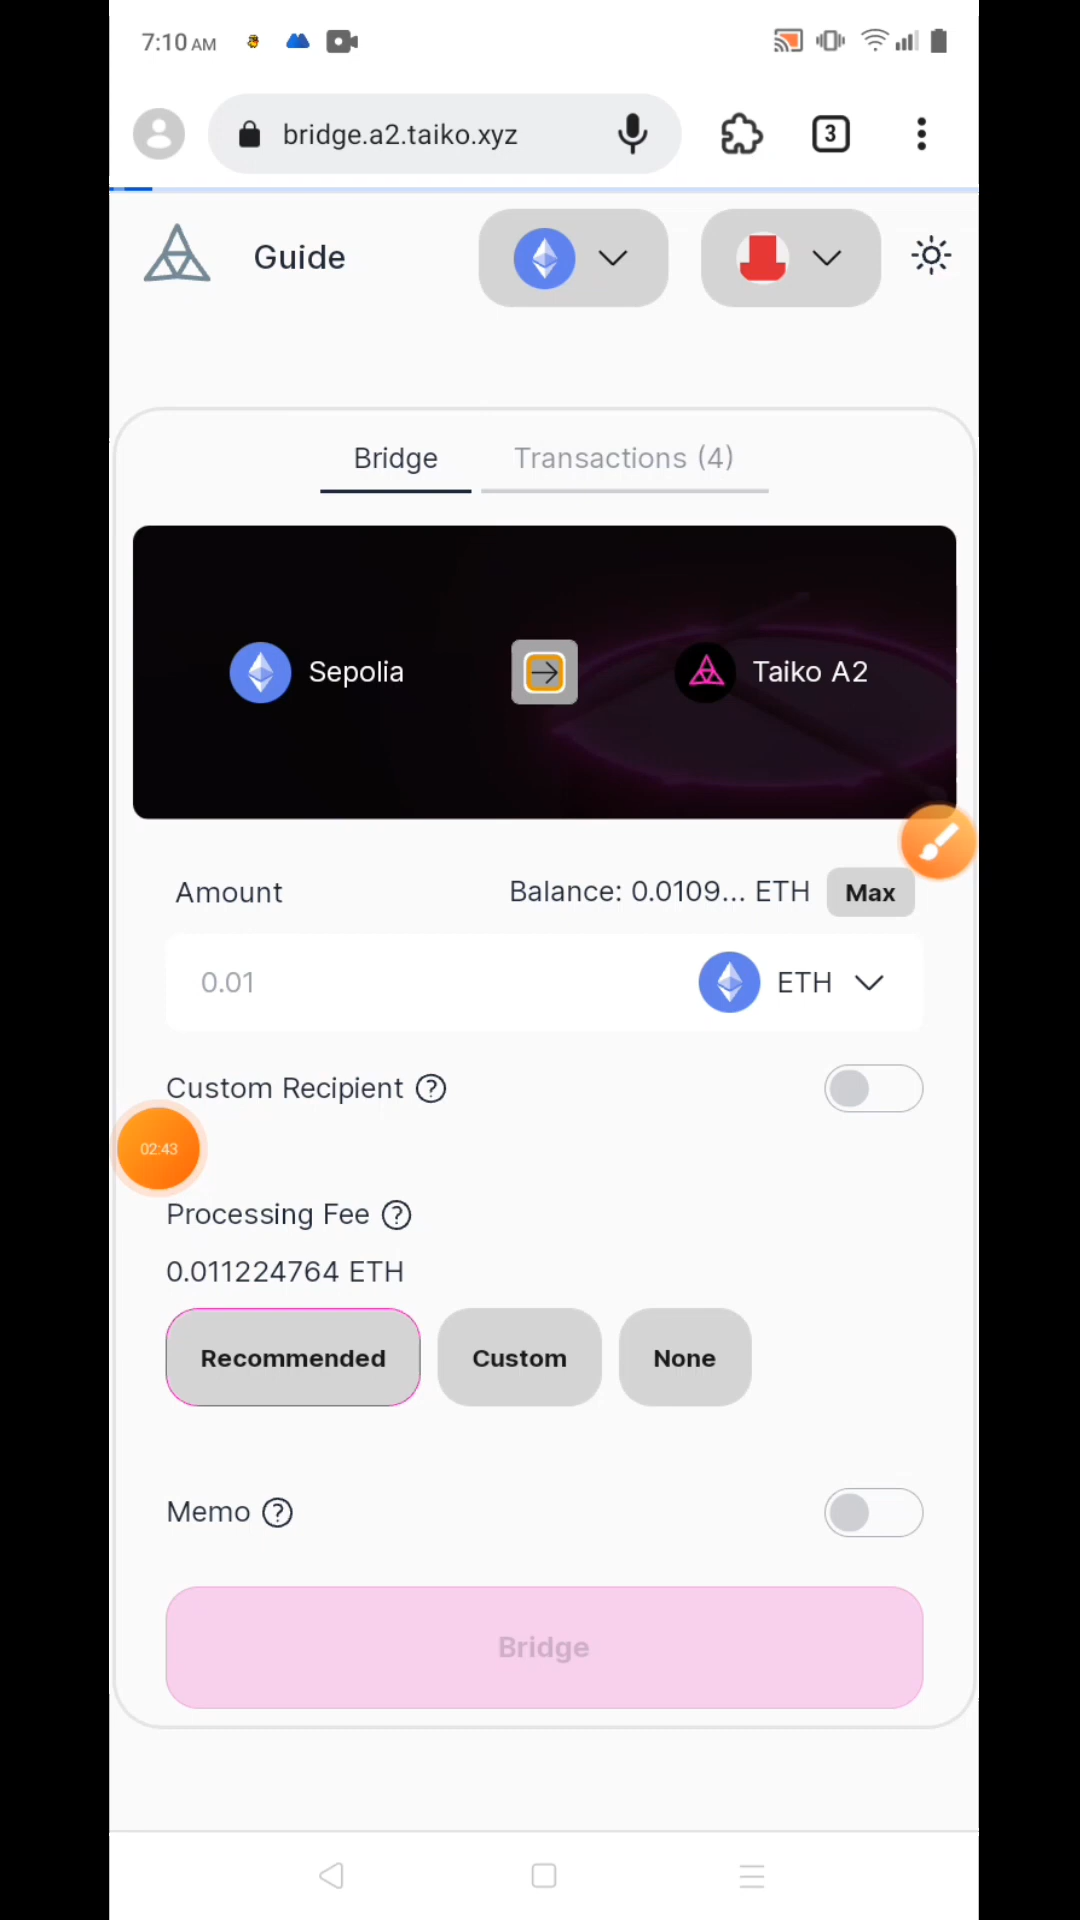 7:10 AM
bridge.a2.taiko.xyz
3
Guide
Bridge
Transactions (4)
Sepolia
Taiko A2
Amount
Balance: 0.0109... ETH
Max
0.01
ETH
Custom Recipient ?
02:43
Processing Fee ?
0.011224764 ETH
Recommended
Custom
None
Memo ?
Bridge